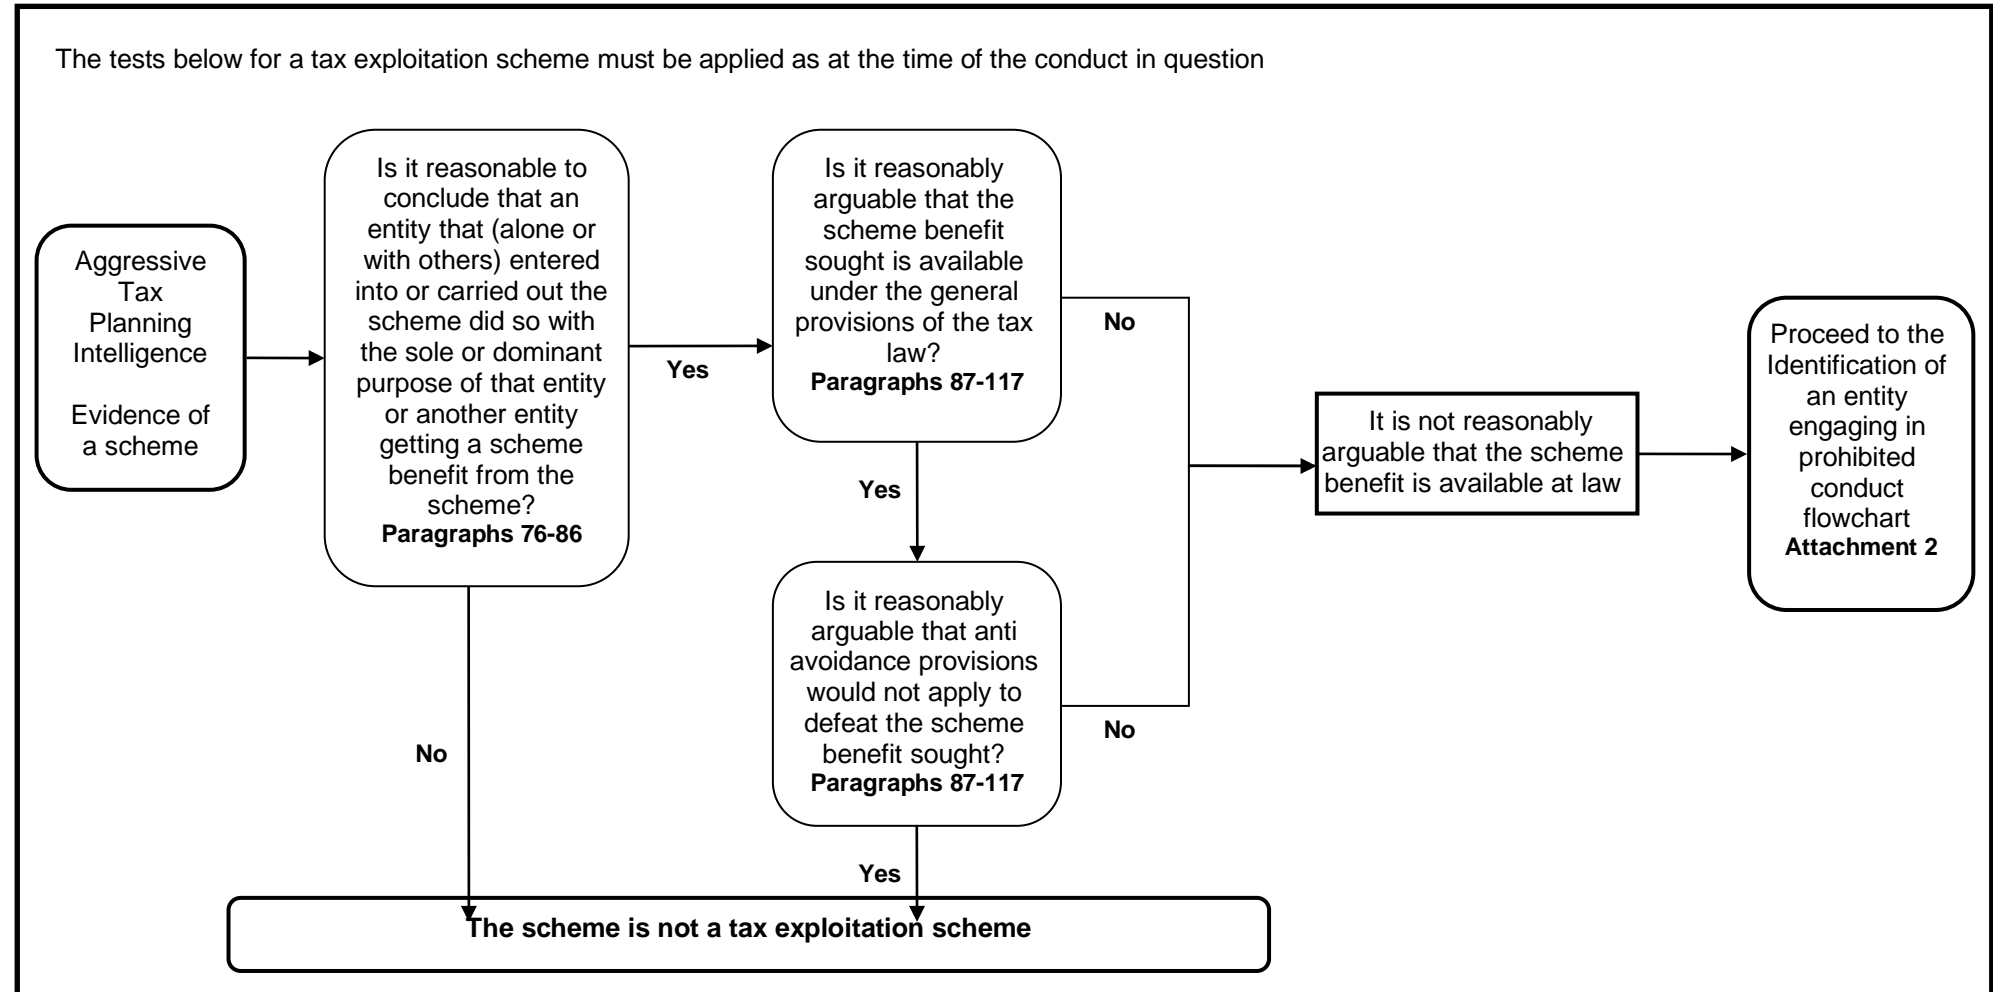 The tests below for a tax exploitation scheme must be applied as at the time of the conduct in question
Aggressive
Tax
Planning
Intelligence
Evidence of
a scheme
Is it reasonable to
conclude that an
entity that (alone or
with others) entered
into or carried out the
scheme did so with
the sole or dominant
purpose of that entity
or another entity
getting a scheme
benefit from the
scheme?
Paragraphs 76-86
Yes
No
Is it reasonably
arguable that the
scheme benefit
sought is available
under the general
provisions of the tax
law?
Paragraphs 87-117
No
Yes
Is it reasonably
arguable that anti
avoidance provisions
would not apply to
defeat the scheme
benefit sought?
Paragraphs 87-117
No
Yes
It is not reasonably
arguable that the scheme
benefit is available at law
Proceed to the
Identification of
an entity
engaging in
prohibited
conduct
flowchart
Attachment 2
The scheme is not a tax exploitation scheme